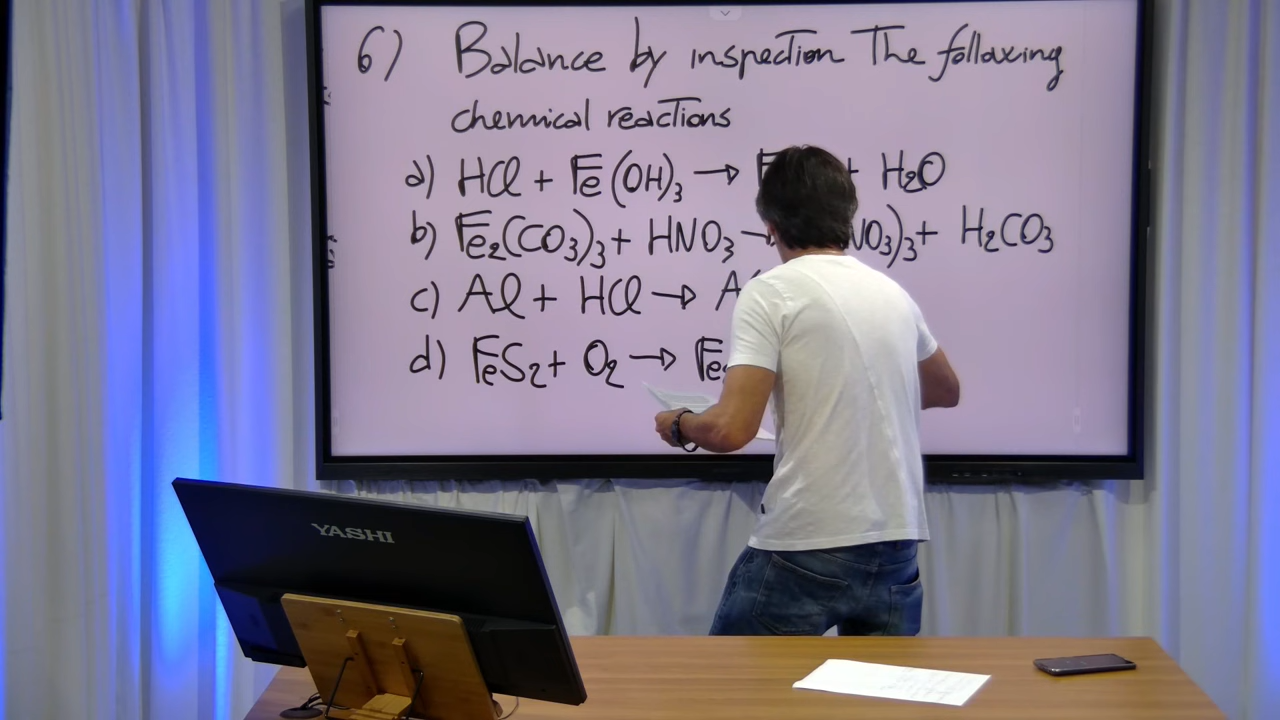 6) Balance by inspection The following
chemical reactions
a) HCl + Fe(OH)₃ → F + H₂O
b) Fe₂(CO₃)₃ + HNO₃ → NO₃)₃ + H₂CO₃
c) Al + HCl → A
d) FeS₂ + O₂ → Fe
YASHI